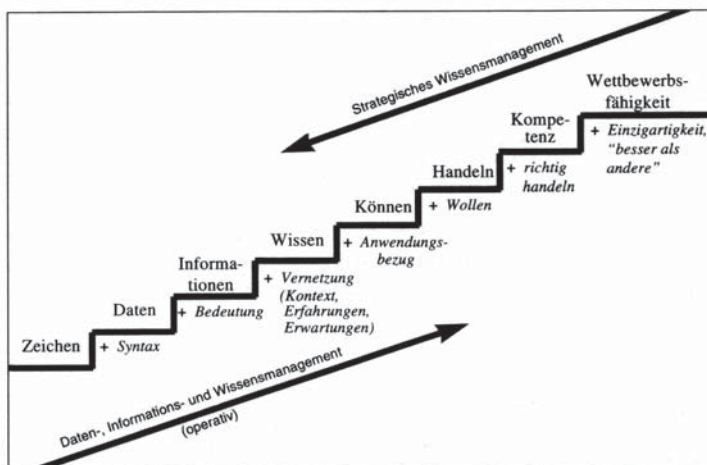 Strategisches Wissensmanagement
Wettbewerbs-
fähigkeit
+ Einzigartigkeit,
“besser als
andere”
Kompe-
tenz
+ richtig
handeln
Handeln
+ Wollen
Können
+ Anwendungs-
bezug
Wissen
+ Vernetzung
(Kontext,
Erfahrungen,
Erwartungen)
Informa-
tionen
+ Bedeutung
Daten
+ Syntax
Zeichen
Daten-, Informations- und Wissensmanagement
(operativ)